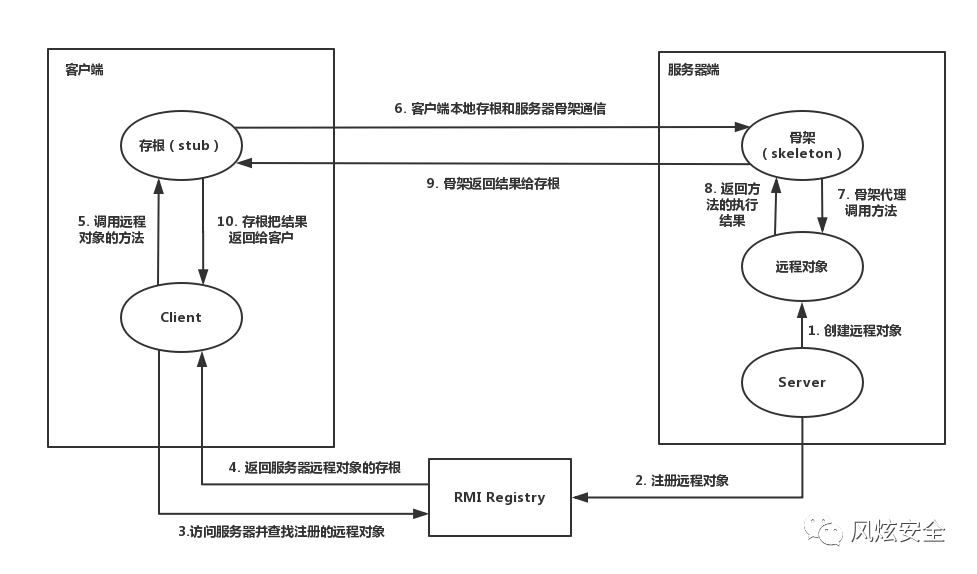 客户端
服务器端
6. 客户端本地存根和服务器骨架通信
存根（stub）
骨架
（skeleton）
9. 骨架返回结果给存根
5. 调用远程
对象的方法
10. 存根把结果
返回给客户
8. 返回方
法的执行
结果
7. 骨架代理
调用方法
远程对象
Client
1. 创建远程对象
Server
4. 返回服务器远程对象的存根
2. 注册远程对象
RMI Registry
3.访问服务器并查找注册的远程对象
风炫安全